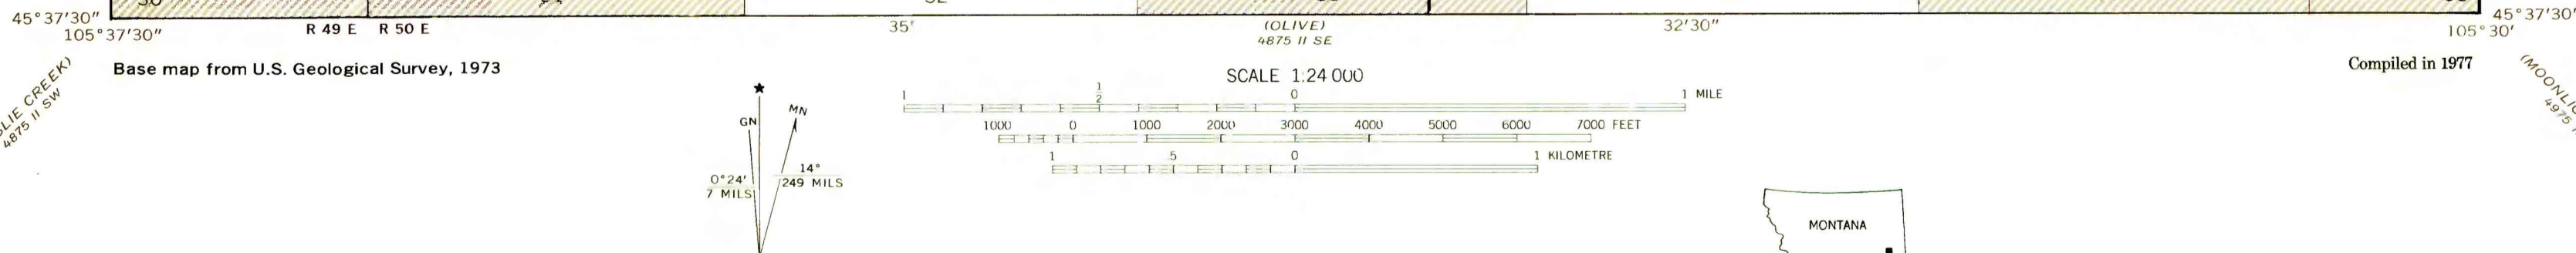 45°37'30"
105°37'30"
R 49 E R 50 E
35'
(OLIVE)
4875 II SE
32'30"
45°37'30"
105°30'
Base map from U.S. Geological Survey, 1973
SCALE 1:24 000
Compiled in 1977
CREEK)
4875 II SW
4975
★
GN
MN
0°24'
7 MILS
14°
249 MILS
1 1/2 0 1 MILE
1000 0 1000 2000 3000 4000 5000 6000 7000 FEET
1 .5 0 1 KILOMETRE
MONTANA